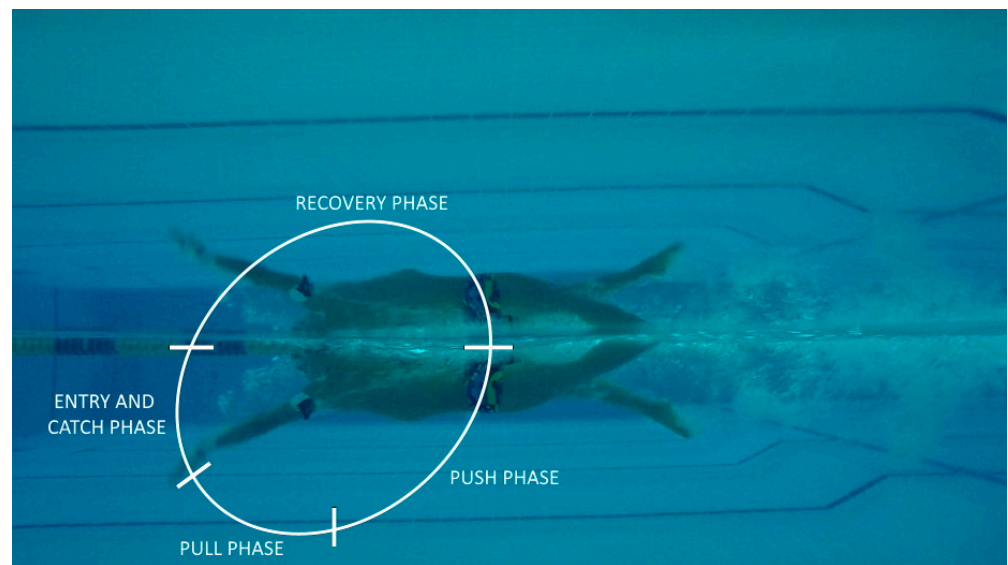 RECOVERY PHASE
ENTRY AND
CATCH PHASE
PUSH PHASE
PULL PHASE